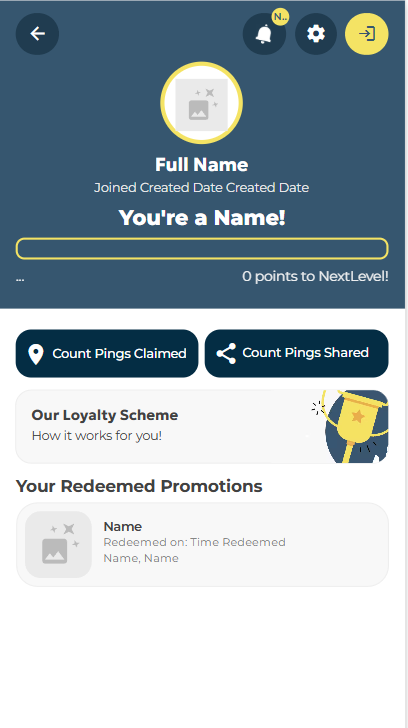 N..
Full Name
Joined Created Date Created Date
You're a Name!
... 0 points to NextLevel!
Count Pings Claimed Count Pings Shared
Our Loyalty Scheme
How it works for you!
Your Redeemed Promotions
Name
Redeemed on: Time Redeemed
Name, Name